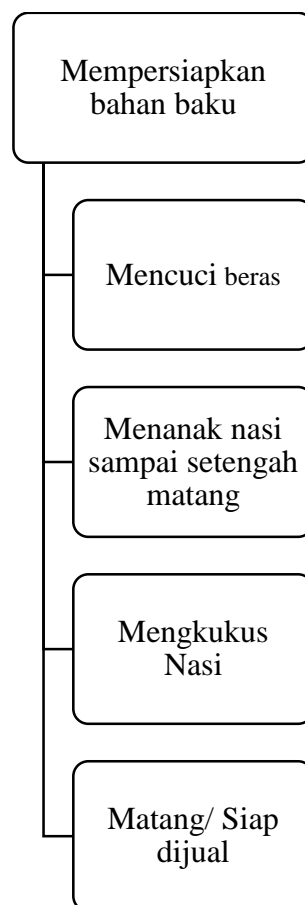 Mempersiapkan
bahan baku
Mencuci beras
Menanak nasi
sampai setengah
matang
Mengkukus
Nasi
Matang/ Siap
dijual